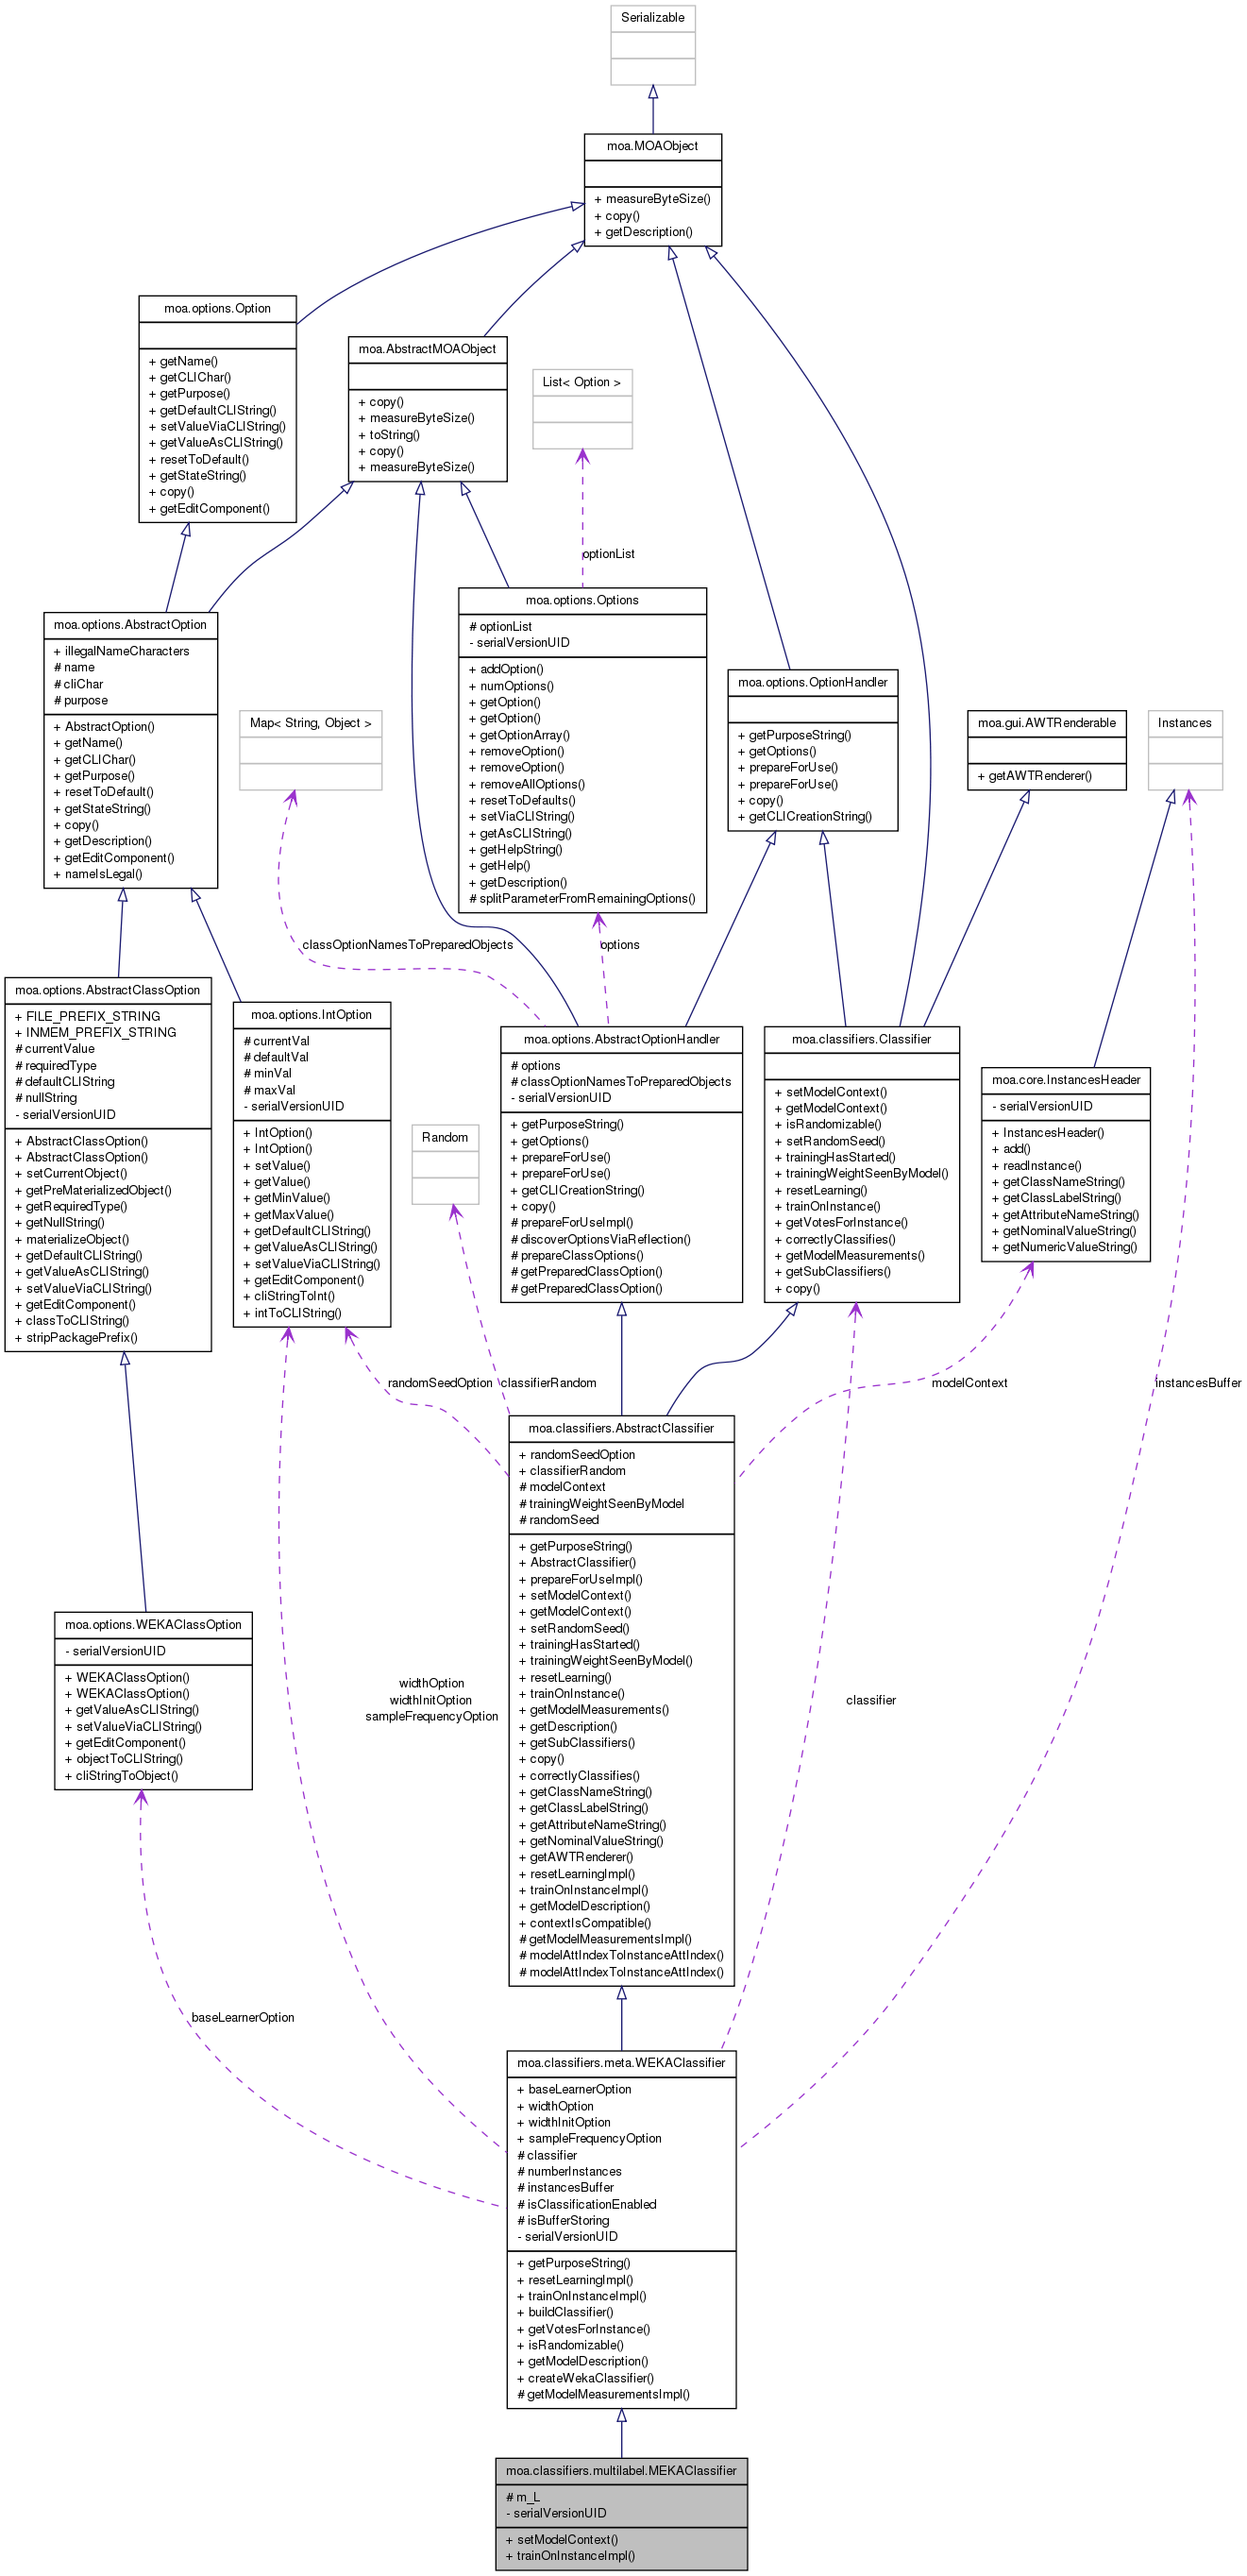 Serializable
moa.MOAObject
+ measureByteSize()
+ copy()
+ getDescription()
moa.options.Option
+ getName()
+ getCLIChar()
+ getPurpose()
+ getDefaultCLIString()
+ setValueViaCLIString()
+ getValueAsCLIString()
+ resetToDefault()
+ getStateString()
+ copy()
+ getEditComponent()
moa.AbstractMOAObject
+ copy()
+ measureByteSize()
+ toString()
+ copy()
+ measureByteSize()
List< Option >
optionList
moa.options.AbstractOption
+ illegalNameCharacters
# name
# cliChar
# purpose
+ AbstractOption()
+ getName()
+ getCLIChar()
+ getPurpose()
+ resetToDefault()
+ getStateString()
+ copy()
+ getDescription()
+ getEditComponent()
+ nameIsLegal()
moa.options.Options
# optionList
- serialVersionUID
+ addOption()
+ numOptions()
+ getOption()
+ getOption()
+ getOptionArray()
+ removeOption()
+ removeOption()
+ removeAllOptions()
+ resetToDefaults()
+ setViaCLIString()
+ getAsCLIString()
+ getHelpString()
+ getHelp()
+ getDescription()
# splitParameterFromRemainingOptions()
moa.options.OptionHandler
+ getPurposeString()
+ getOptions()
+ prepareForUse()
+ prepareForUse()
+ copy()
+ getCLICreationString()
Map< String, Object >
moa.gui.AWTRenderable
+ getAWTRenderer()
Instances
classOptionNamesToPreparedObjects
options
moa.options.AbstractClassOption
+ FILE_PREFIX_STRING
+ INMEM_PREFIX_STRING
# currentValue
# requiredType
# defaultCLIString
# nullString
- serialVersionUID
+ AbstractClassOption()
+ AbstractClassOption()
+ setCurrentObject()
+ getPreMaterializedObject()
+ getRequiredType()
+ getNullString()
+ materializeObject()
+ getDefaultCLIString()
+ getValueAsCLIString()
+ setValueViaCLIString()
+ getEditComponent()
+ classToCLIString()
+ stripPackagePrefix()
moa.options.IntOption
# currentVal
# defaultVal
# minVal
# maxVal
- serialVersionUID
+ IntOption()
+ IntOption()
+ setValue()
+ getValue()
+ getMinValue()
+ getMaxValue()
+ getDefaultCLIString()
+ getValueAsCLIString()
+ setValueViaCLIString()
+ getEditComponent()
+ cliStringToInt()
+ intToCLIString()
Random
moa.options.AbstractOptionHandler
# options
# classOptionNamesToPreparedObjects
- serialVersionUID
+ getPurposeString()
+ getOptions()
+ prepareForUse()
+ prepareForUse()
+ getCLICreationString()
+ copy()
# prepareForUseImpl()
# discoverOptionsViaReflection()
# prepareClassOptions()
# getPreparedClassOption()
# getPreparedClassOption()
moa.classifiers.Classifier
+ setModelContext()
+ getModelContext()
+ isRandomizable()
+ setRandomSeed()
+ trainingHasStarted()
+ trainingWeightSeenByModel()
+ resetLearning()
+ trainOnInstance()
+ getVotesForInstance()
+ correctlyClassifies()
+ getModelMeasurements()
+ getSubClassifiers()
+ copy()
moa.core.InstancesHeader
- serialVersionUID
+ InstancesHeader()
+ add()
+ readInstance()
+ getClassNameString()
+ getClassLabelString()
+ getAttributeNameString()
+ getNominalValueString()
+ getNumericValueString()
randomSeedOption
classifierRandom
modelContext
instancesBuffer
moa.classifiers.AbstractClassifier
+ randomSeedOption
+ classifierRandom
# modelContext
# trainingWeightSeenByModel
# randomSeed
+ getPurposeString()
+ AbstractClassifier()
+ prepareForUseImpl()
+ setModelContext()
+ getModelContext()
+ setRandomSeed()
+ trainingHasStarted()
+ trainingWeightSeenByModel()
+ resetLearning()
+ trainOnInstance()
+ getModelMeasurements()
+ getDescription()
+ getSubClassifiers()
+ copy()
+ correctlyClassifies()
+ getClassNameString()
+ getClassLabelString()
+ getAttributeNameString()
+ getNominalValueString()
+ getAWTRenderer()
+ resetLearningImpl()
+ trainOnInstanceImpl()
+ getModelDescription()
+ contextIsCompatible()
# getModelMeasurementsImpl()
# modelAttIndexToInstanceAttIndex()
# modelAttIndexToInstanceAttIndex()
moa.options.WEKAClassOption
- serialVersionUID
+ WEKAClassOption()
+ WEKAClassOption()
+ getValueAsCLIString()
+ setValueViaCLIString()
+ getEditComponent()
+ objectToCLIString()
+ cliStringToObject()
widthOption
widthInitOption
sampleFrequencyOption
classifier
baseLearnerOption
moa.classifiers.meta.WEKAClassifier
+ baseLearnerOption
+ widthOption
+ widthInitOption
+ sampleFrequencyOption
# classifier
# numberInstances
# instancesBuffer
# isClassificationEnabled
# isBufferStoring
- serialVersionUID
+ getPurposeString()
+ resetLearningImpl()
+ trainOnInstanceImpl()
+ buildClassifier()
+ getVotesForInstance()
+ isRandomizable()
+ getModelDescription()
+ createWekaClassifier()
# getModelMeasurementsImpl()
moa.classifiers.multilabel.MEKAClassifier
# m_L
- serialVersionUID
+ setModelContext()
+ trainOnInstanceImpl()